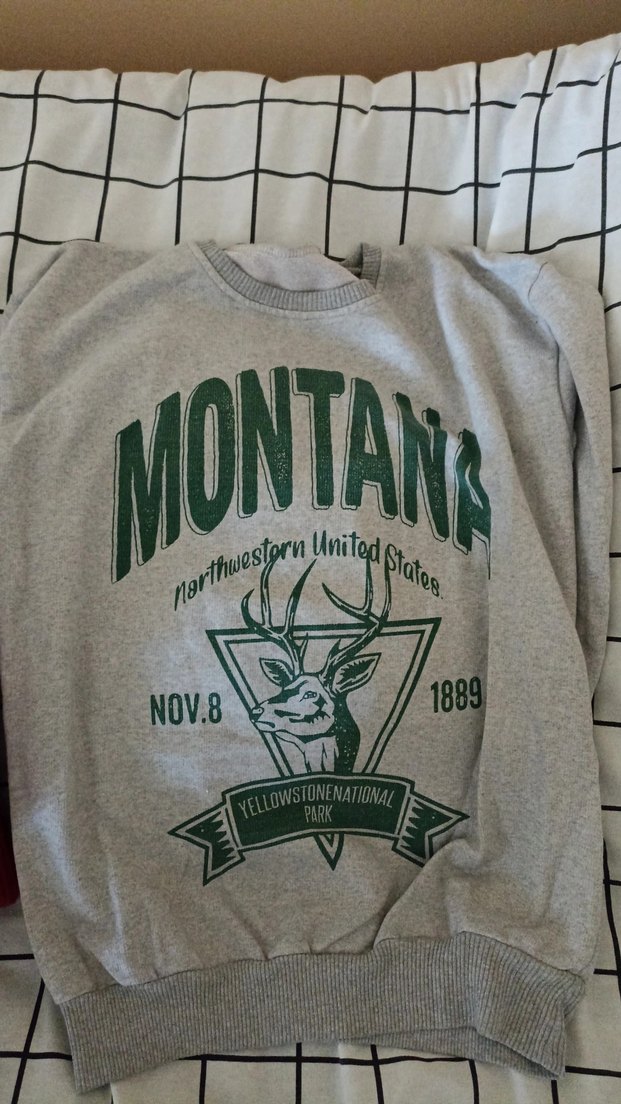 MONTANA
Northwestern United States.
NOV.8
1889
YELLOWSTONENATIONAL
PARK